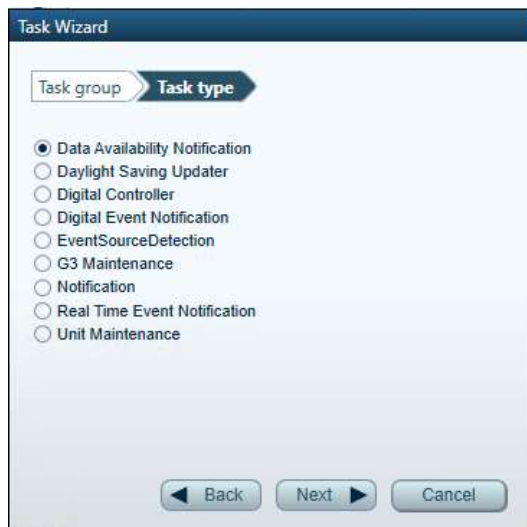 Task Wizard
Task group Task type
Data Availability Notification
Daylight Saving Updater
Digital Controller
Digital Event Notification
EventSourceDetection
G3 Maintenance
Notification
Real Time Event Notification
Unit Maintenance
Back Next Cancel